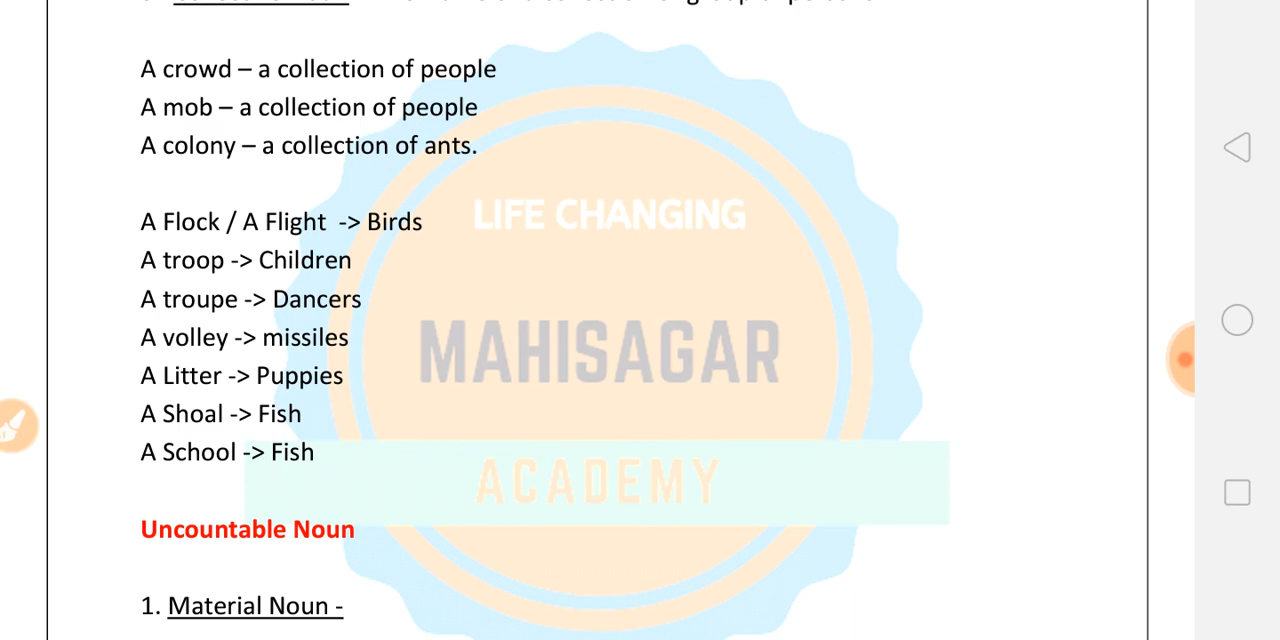 A crowd – a collection of people
A mob – a collection of people
A colony – a collection of ants.
A Flock / A Flight -> Birds
A troop -> Children
A troupe -> Dancers
A volley -> missiles
A Litter -> Puppies
A Shoal -> Fish
A School -> Fish
Uncountable Noun
1. Material Noun -
LIFE CHANGING
MAHISAGAR
ACADEMY